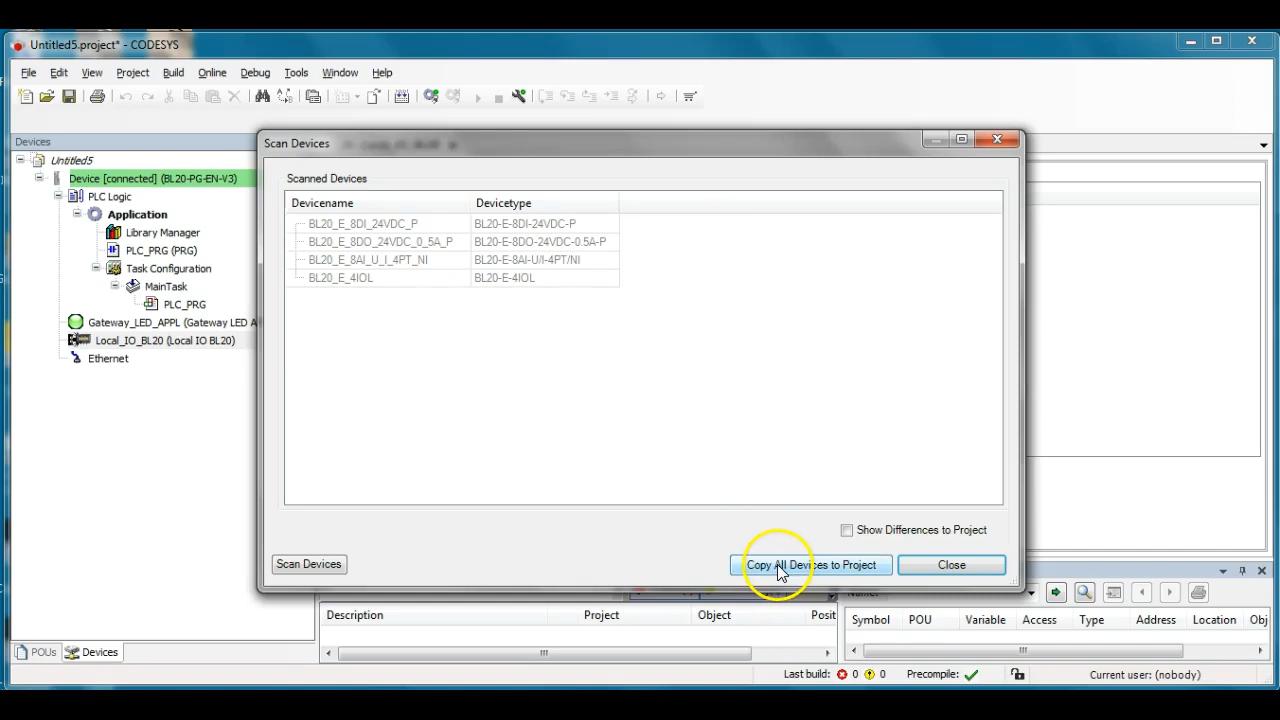 Untitled5.project* - CODESYS
File Edit View Project Build Online Debug Tools Window Help
Devices
Untitled5
Device [connected] (BL20-PG-EN-V3)
PLC Logic
Application
Library Manager
PLC_PRG (PRG)
Task Configuration
MainTask
PLC_PRG
Gateway_LED_APPL (Gateway LED A
Local_IO_BL20 (Local IO BL20)
Ethernet
POUs Devices
Scan Devices
Scanned Devices
Devicename Devicetype
BL20_E_8DI_24VDC_P BL20-E-8DI-24VDC-P
BL20_E_8DO_24VDC_0_5A_P BL20-E-8DO-24VDC-0.5A-P
BL20_E_8AI_U_I_4PT_NI BL20-E-8AI-U/I-4PT/NI
BL20_E_4IOL BL20-E-4IOL
Show Differences to Project
Scan Devices Copy All Devices to Project Close
Description Project Object Posit
Symbol POU Variable Access Type Address Location Obj
Last build: 0 0 Precompile: Current user: (nobody)